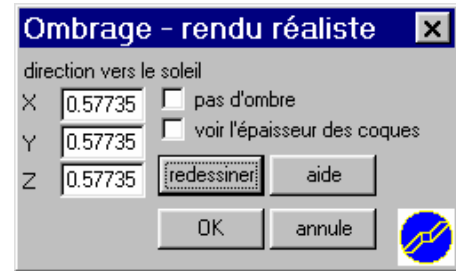 Ombrage - rendu réaliste
direction vers le soleil
X 0.57735 pas d'ombre
Y 0.57735 voir l'épaisseur des coques
Z 0.57735 redessiner aide
OK annule